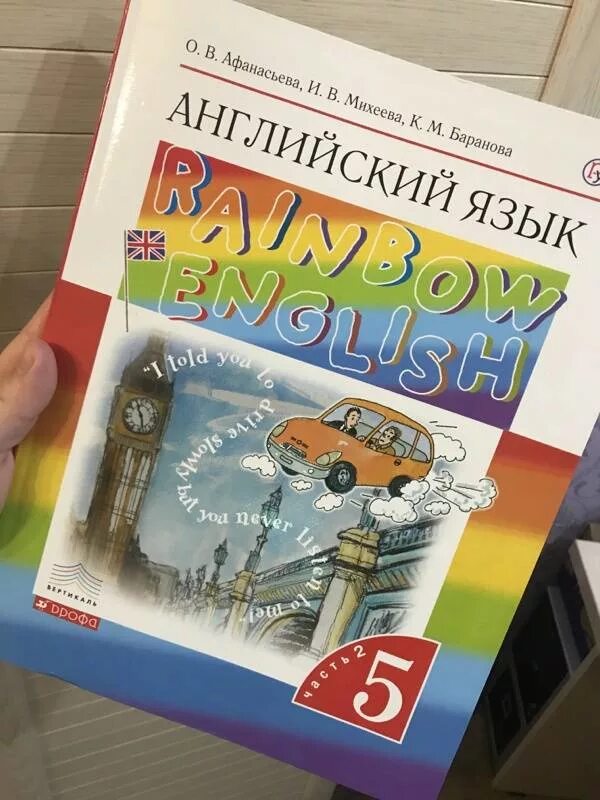 О. В. Афанасьева, И. В. Михеева, К. М. Баранова
АНГЛИЙСКИЙ ЯЗЫК
RAINBOW
ENGLISH
"I told you to drive slowly but you never listen to me!"
ВЕРТИКАЛЬ
ДРОФА
часть 2
5